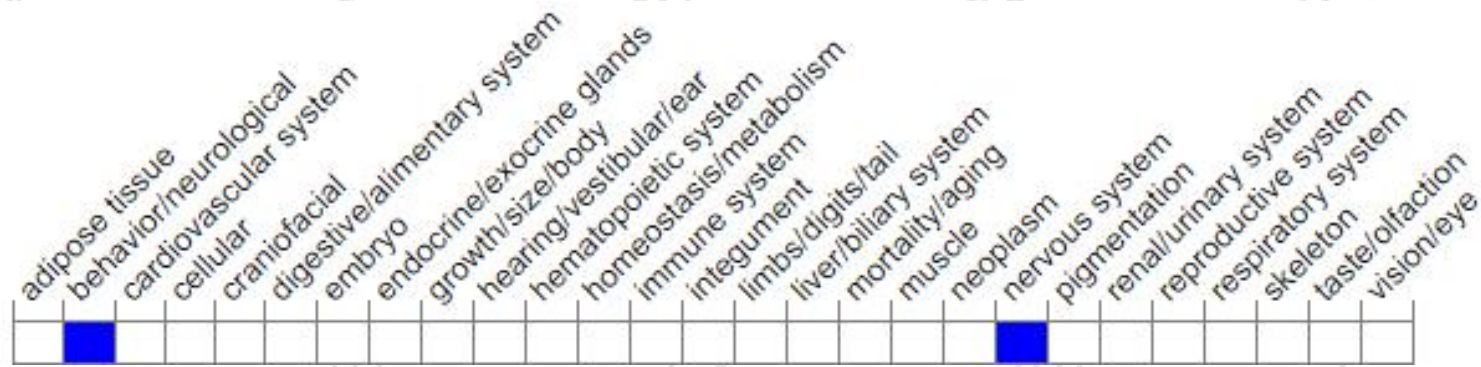 adipose tissue
behavior/neurological
cardiovascular system
cellular
craniofacial
digestive/alimentary system
embryo
endocrine/exocrine glands
growth/size/body
hearing/vestibular/ear
hematopoietic system
homeostasis/metabolism
immune system
integument
limbs/digits/tail
liver/biliary system
mortality/aging
muscle
neoplasm
nervous system
pigmentation
renal/urinary system
reproductive system
respiratory system
skeleton
taste/olfaction
vision/eye